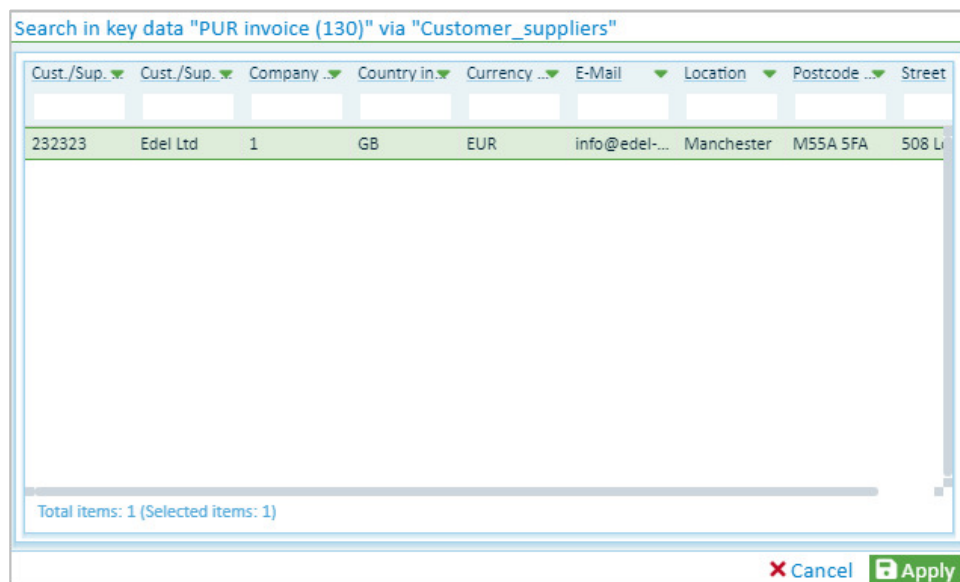 Search in key data "PUR invoice (130)" via "Customer_suppliers"
Cust./Sup. Cust./Sup. Company .. Country in. Currency ... E-Mail Location Postcode ... Street
232323 Edel Ltd 1 GB EUR info@edel-... Manchester M55A 5FA 508 L
Total items: 1 (Selected items: 1)
Cancel Apply